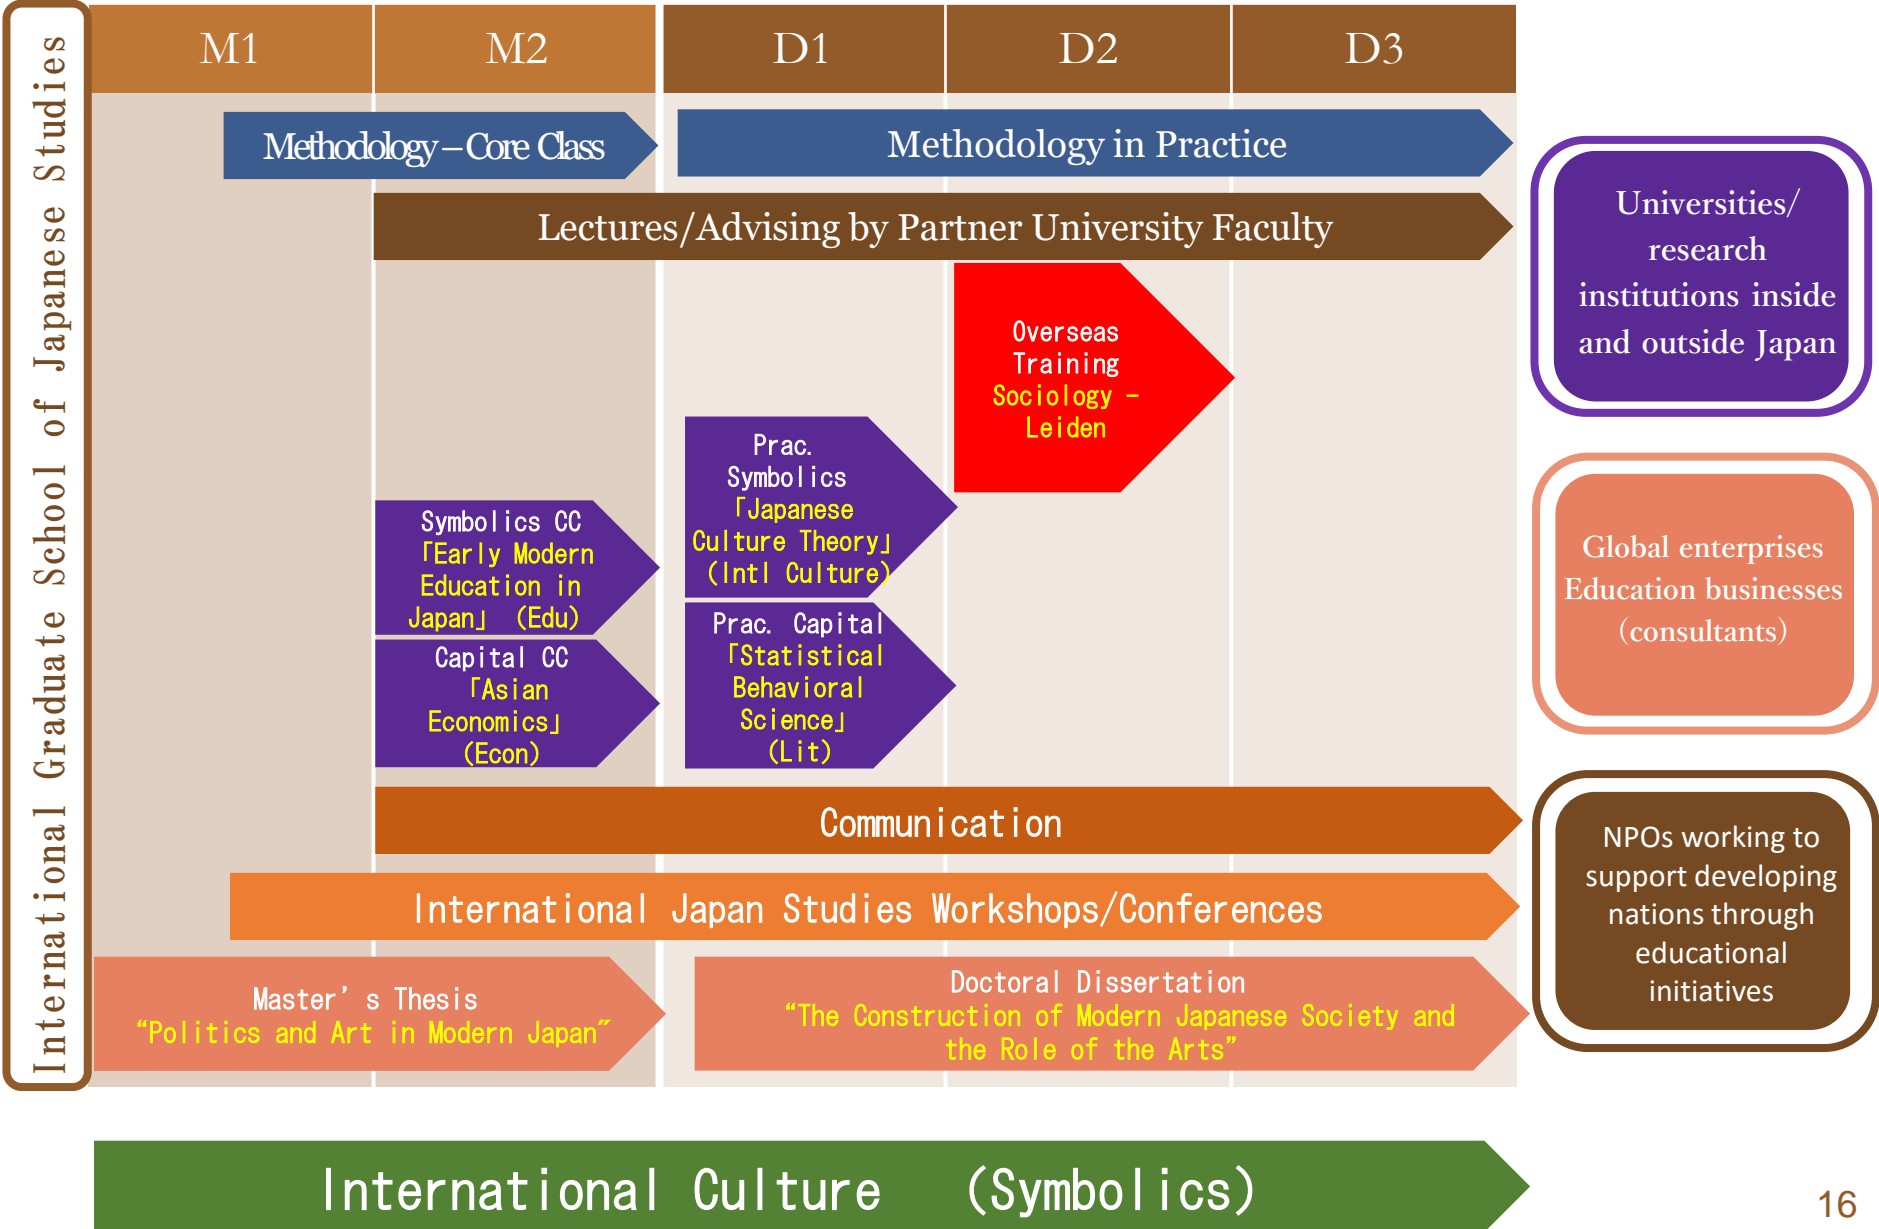 International Graduate School of Japanese Studies
M1
M2
D1
D2
D3
Methodology – Core Class
Methodology in Practice
Lectures/Advising by Partner University Faculty
Overseas
Training
Sociology -
Leiden
Prac.
Symbolics
「Japanese
Culture Theory」
(Intl Culture)
Symbolics CC
「Early Modern
Education in
Japan」 (Edu)
Prac. Capital
「Statistical
Behavioral
Science」
(Lit)
Capital CC
「Asian
Economics」
(Econ)
Communication
International Japan Studies Workshops/Conferences
Master’s Thesis
“Politics and Art in Modern Japan”
Doctoral Dissertation
“The Construction of Modern Japanese Society and
the Role of the Arts”
Universities/
research
institutions inside
and outside Japan
Global enterprises
Education businesses
(consultants)
NPOs working to
support developing
nations through
educational
initiatives
International Culture (Symbolics)
16